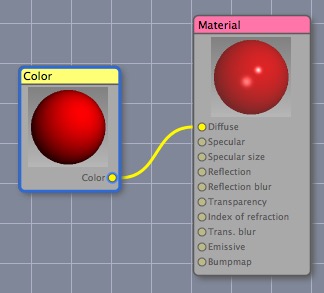 Material
Color
Color
Diffuse
Specular
Specular size
Reflection
Reflection blur
Transparency
Index of refraction
Trans. blur
Emissive
Bumpmap